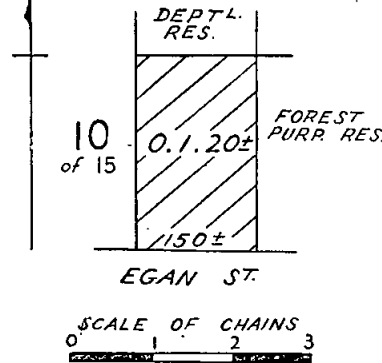 DEPTL.
RES.
10
of 15
0.1.20±
FOREST
PURP. RES.
150±
EGAN ST.
SCALE OF CHAINS
0 1 2 3